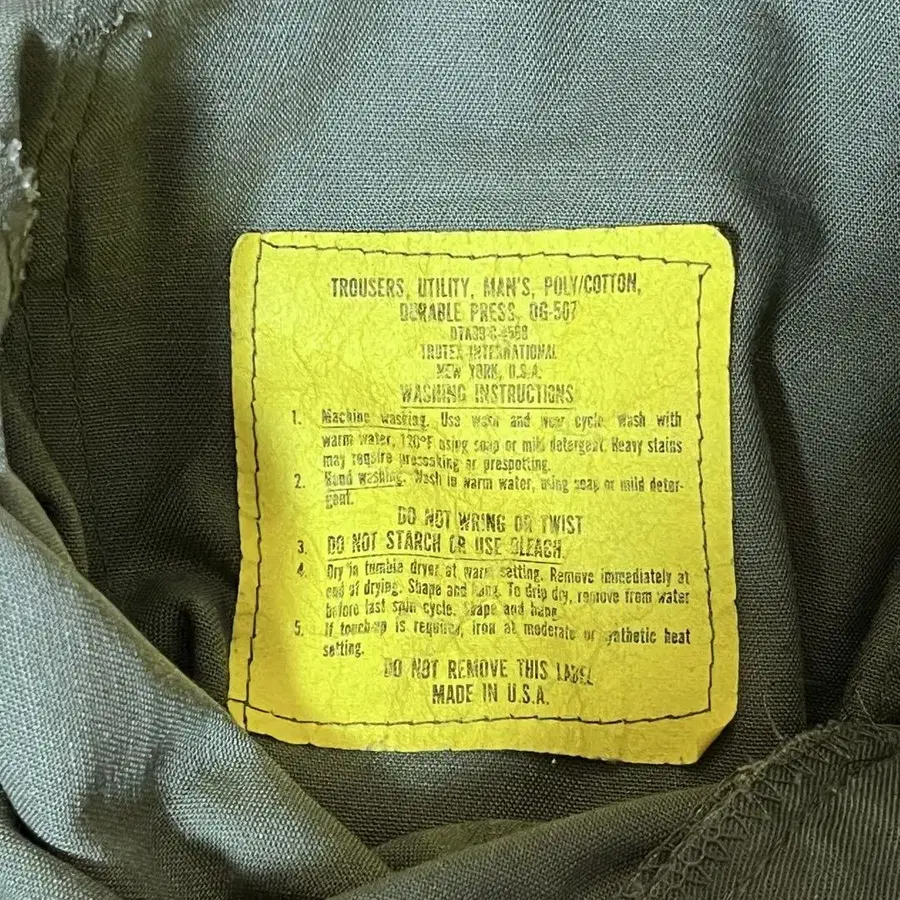 TROUSERS, UTILITY, MAN'S, POLY/COTTON,
DURABLE PRESS, OG-507
TRUTEX INTERNATIONAL
NEW YORK, U.S.A.
WASHING INSTRUCTIONS
1. Machine washing. Use wash and wear cycle wash with
warm water, 120°F using soap or mild detergent. Heavy stains
may require presoaking or prespotting.
2. Hand washing. Wash in warm water, using soap or mild deter-
gent.
DO NOT WRING OR TWIST
3. DO NOT STARCH OR USE BLEACH.
4. Dry in tumble dryer at warm setting. Remove immediately at
end of drying. Shape and hang. To drip dry, remove from water
before last spin cycle. Shape and hang.
5. If touch-up is required, iron at moderate or synthetic heat
setting.
DO NOT REMOVE THIS LABEL
MADE IN U.S.A.